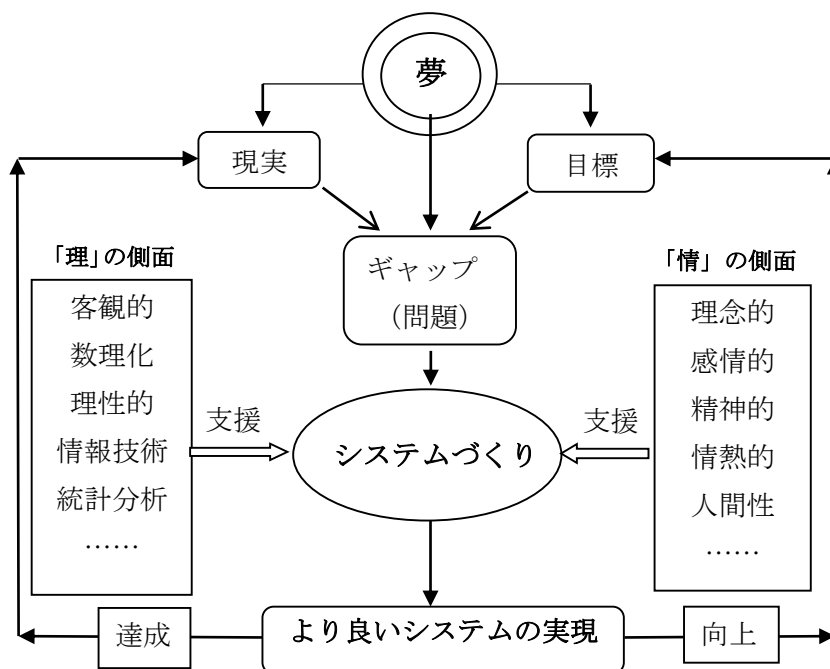 夢
現実
目標
ギャップ
(問題)
「理」の側面
客観的
数理化
理性的
情報技術
統計分析
……
支援
システムづくり
支援
「情」の側面
理念的
感情的
精神的
情熱的
人間性
……
達成
より良いシステムの実現
向上